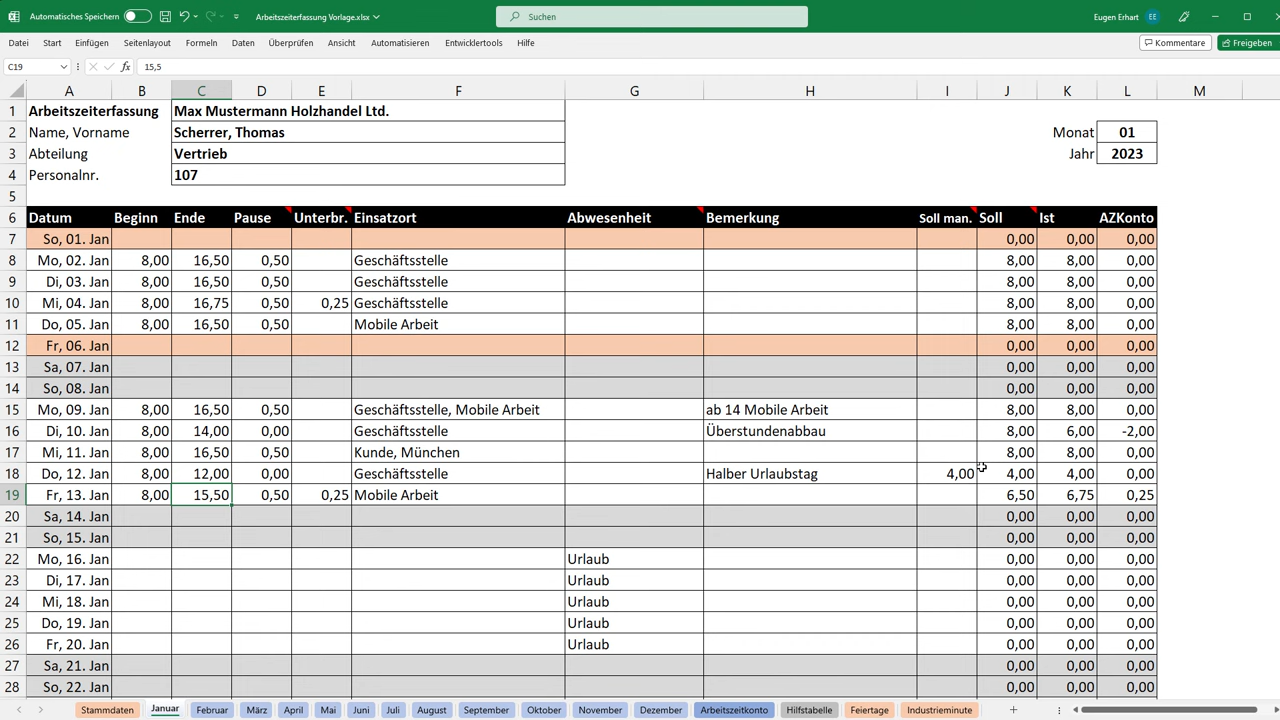 Automatisches Speichern Arbeitszeiterfassung Vorlage.xlsx Suchen Eugen Erhart EE
Datei Start Einfügen Seitenlayout Formeln Daten Überprüfen Ansicht Automatisieren Entwicklertools Hilfe Kommentare Freigeben
C19 fx 15,5
A B C D E F G H I J K L M
1 Arbeitszeiterfassung Max Mustermann Holzhandel Ltd.
2 Name, Vorname Scherrer, Thomas Monat 01
3 Abteilung Vertrieb Jahr 2023
4 Personalnr. 107
5
6 Datum Beginn Ende Pause Unterbr. Einsatzort Abwesenheit Bemerkung Soll man. Soll Ist AZKonto
7 So, 01. Jan 0,00 0,00 0,00
8 Mo, 02. Jan 8,00 16,50 0,50 Geschäftsstelle 8,00 8,00 0,00
9 Di, 03. Jan 8,00 16,50 0,50 Geschäftsstelle 8,00 8,00 0,00
10 Mi, 04. Jan 8,00 16,75 0,50 0,25 Geschäftsstelle 8,00 8,00 0,00
11 Do, 05. Jan 8,00 16,50 0,50 Mobile Arbeit 8,00 8,00 0,00
12 Fr, 06. Jan 0,00 0,00 0,00
13 Sa, 07. Jan 0,00 0,00 0,00
14 So, 08. Jan 0,00 0,00 0,00
15 Mo, 09. Jan 8,00 16,50 0,50 Geschäftsstelle, Mobile Arbeit ab 14 Mobile Arbeit 8,00 8,00 0,00
16 Di, 10. Jan 8,00 14,00 0,00 Geschäftsstelle Überstundenabbau 8,00 6,00 -2,00
17 Mi, 11. Jan 8,00 16,50 0,50 Kunde, München 8,00 8,00 0,00
18 Do, 12. Jan 8,00 12,00 0,00 Geschäftsstelle Halber Urlaubstag 4,00 4,00 4,00 0,00
19 Fr, 13. Jan 8,00 15,50 0,50 0,25 Mobile Arbeit 6,50 6,75 0,25
20 Sa, 14. Jan 0,00 0,00 0,00
21 So, 15. Jan 0,00 0,00 0,00
22 Mo, 16. Jan Urlaub 0,00 0,00 0,00
23 Di, 17. Jan Urlaub 0,00 0,00 0,00
24 Mi, 18. Jan Urlaub 0,00 0,00 0,00
25 Do, 19. Jan Urlaub 0,00 0,00 0,00
26 Fr, 20. Jan Urlaub 0,00 0,00 0,00
27 Sa, 21. Jan 0,00 0,00 0,00
28 So, 22. Jan 0,00 0,00 0,00
Stammdaten Januar Februar März April Mai Juni Juli August September Oktober November Dezember Arbeitszeitkonto Hilfstabelle Feiertage Industrieminute